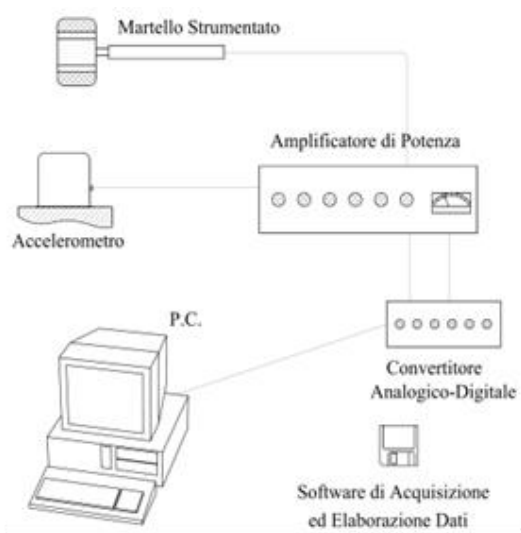 Martello Strumentato
Amplificatore di Potenza
Accelerometro
P.C.
Convertitore
Analogico-Digitale
Software di Acquisizione
ed Elaborazione Dati